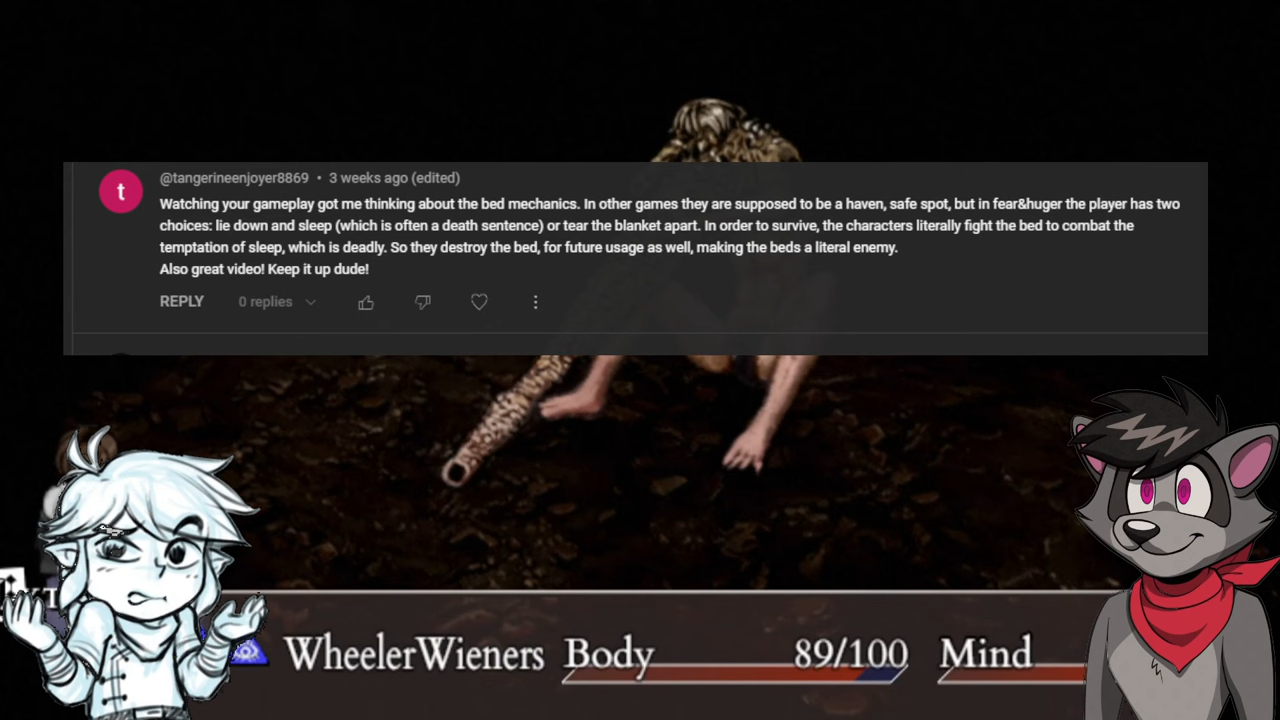 t
@tangerineenjoyer8869 • 3 weeks ago (edited)
Watching your gameplay got me thinking about the bed mechanics. In other games they are supposed to be a haven, safe spot, but in fear&huger the player has two
choices: lie down and sleep (which is often a death sentence) or tear the blanket apart. In order to survive, the characters literally fight the bed to combat the
temptation of sleep, which is deadly. So they destroy the bed, for future usage as well, making the beds a literal enemy.
Also great video! Keep it up dude!
REPLY 0 replies
WheelerWieners Body 89/100 Mind